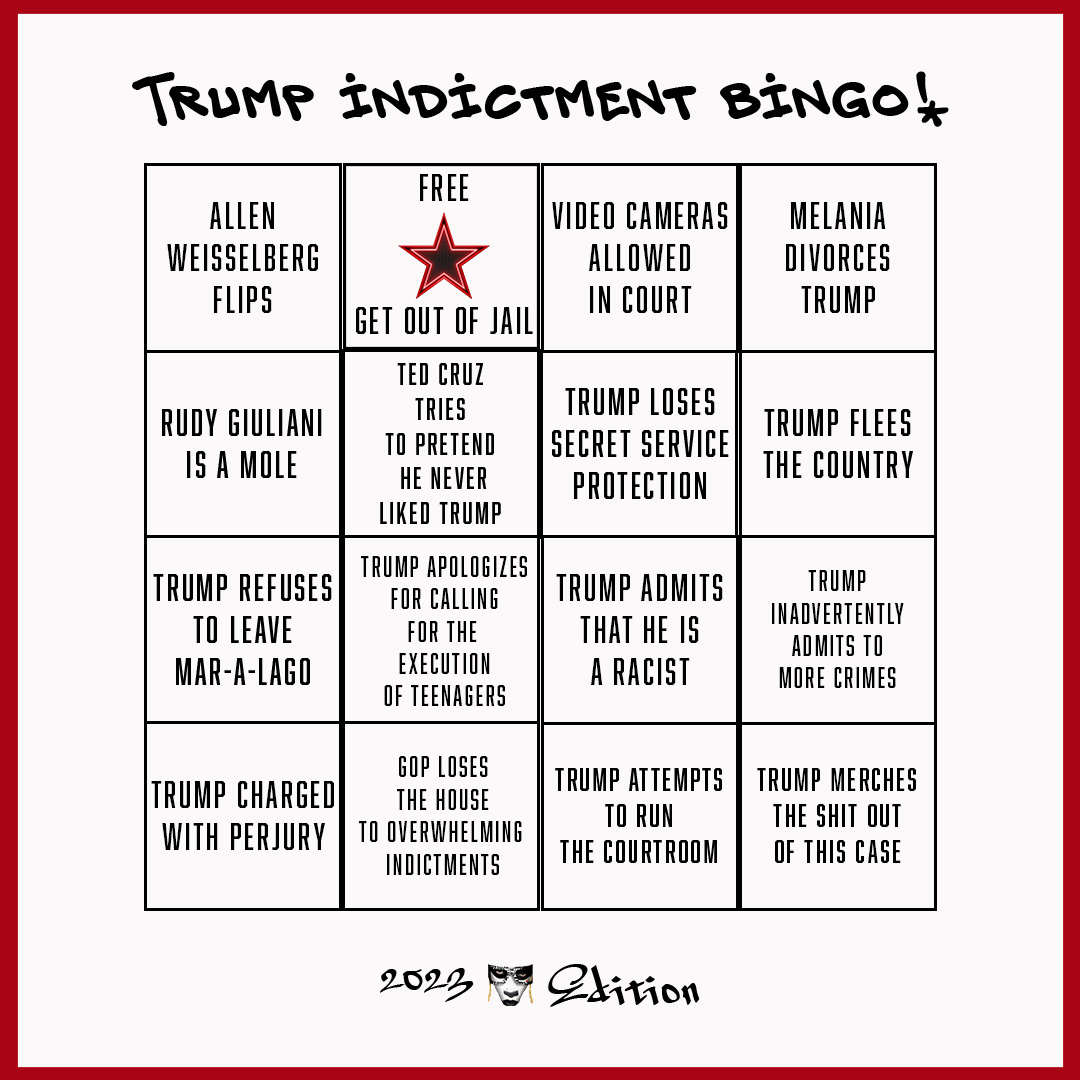 TRUMP INDICTMENT BINGO!
ALLEN
WEISSELBERG
FLIPS
FREE
GET OUT OF JAIL
VIDEO CAMERAS
ALLOWED
IN COURT
MELANIA
DIVORCES
TRUMP
RUDY GIULIANI
IS A MOLE
TED CRUZ
TRIES
TO PRETEND
HE NEVER
LIKED TRUMP
TRUMP LOSES
SECRET SERVICE
PROTECTION
TRUMP FLEES
THE COUNTRY
TRUMP REFUSES
TO LEAVE
MAR-A-LAGO
TRUMP APOLOGIZES
FOR CALLING
FOR THE
EXECUTION
OF TEENAGERS
TRUMP ADMITS
THAT HE IS
A RACIST
TRUMP
INADVERTENTLY
ADMITS TO
MORE CRIMES
TRUMP CHARGED
WITH PERJURY
GOP LOSES
THE HOUSE
TO OVERWHELMING
INDICTMENTS
TRUMP ATTEMPTS
TO RUN
THE COURTROOM
TRUMP MERCHES
THE SHIT OUT
OF THIS CASE
2023 Edition